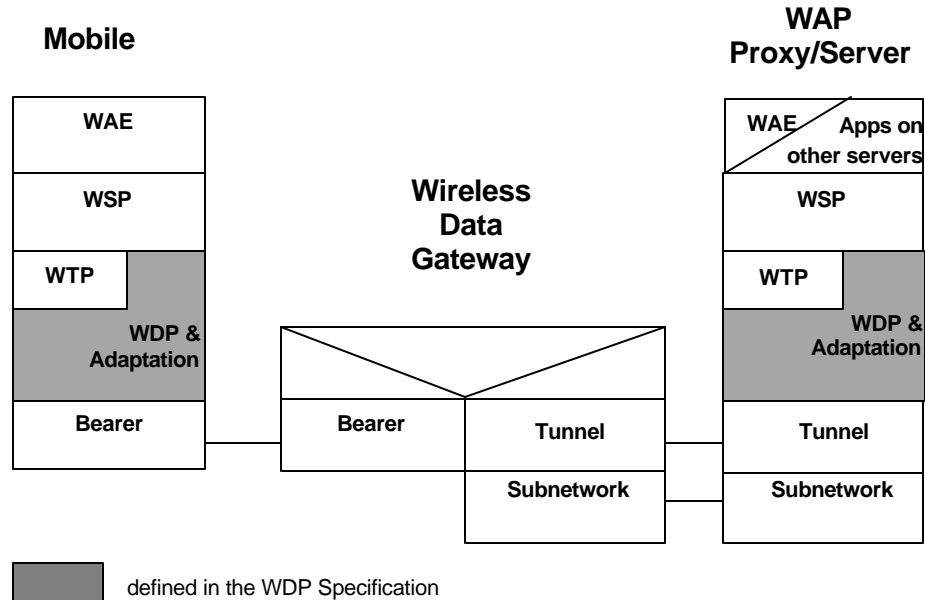 Mobile
WAP
Proxy/Server
WAE
WSP
WTP
WDP &
Adaptation
Bearer
Wireless
Data
Gateway
Bearer
Tunnel
Subnetwork
WAE
Apps on
other servers
WSP
WTP
WDP &
Adaptation
Tunnel
Subnetwork
defined in the WDP Specification